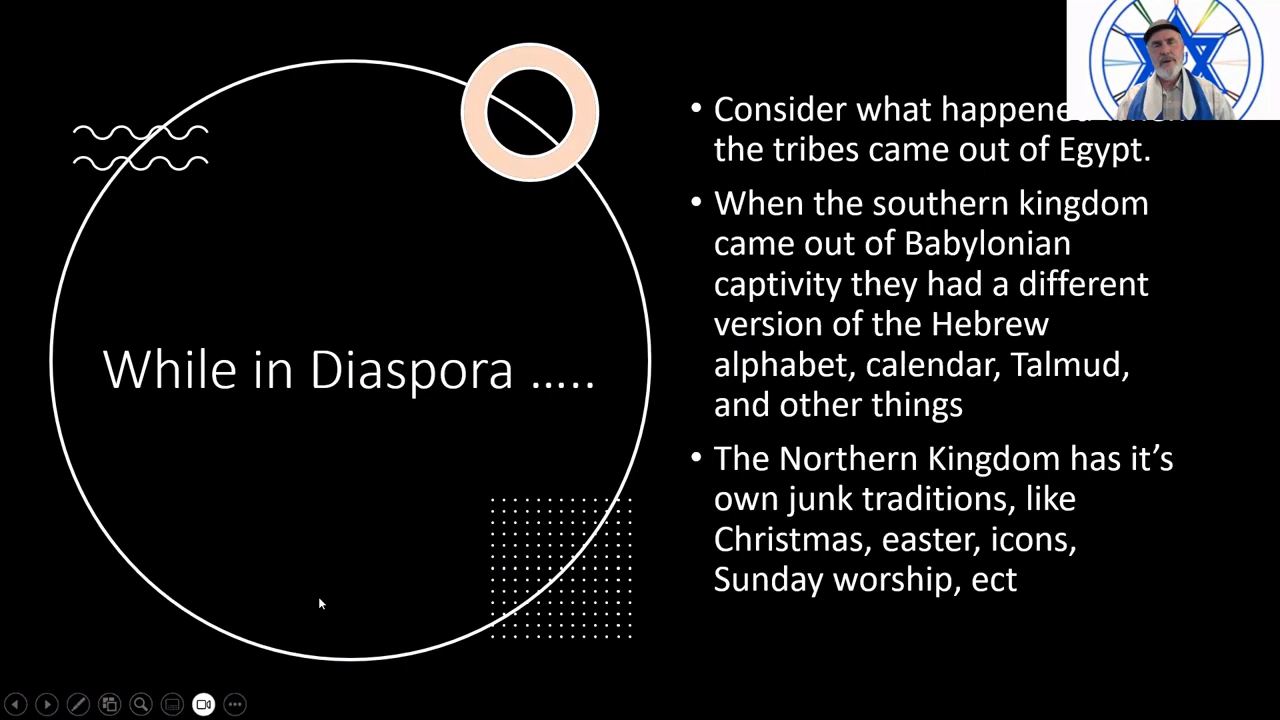 While in Diaspora …..
• Consider what happened
the tribes came out of Egypt.
• When the southern kingdom
came out of Babylonian
captivity they had a different
version of the Hebrew
alphabet, calendar, Talmud,
and other things
• The Northern Kingdom has it’s
own junk traditions, like
Christmas, easter, icons,
Sunday worship, ect